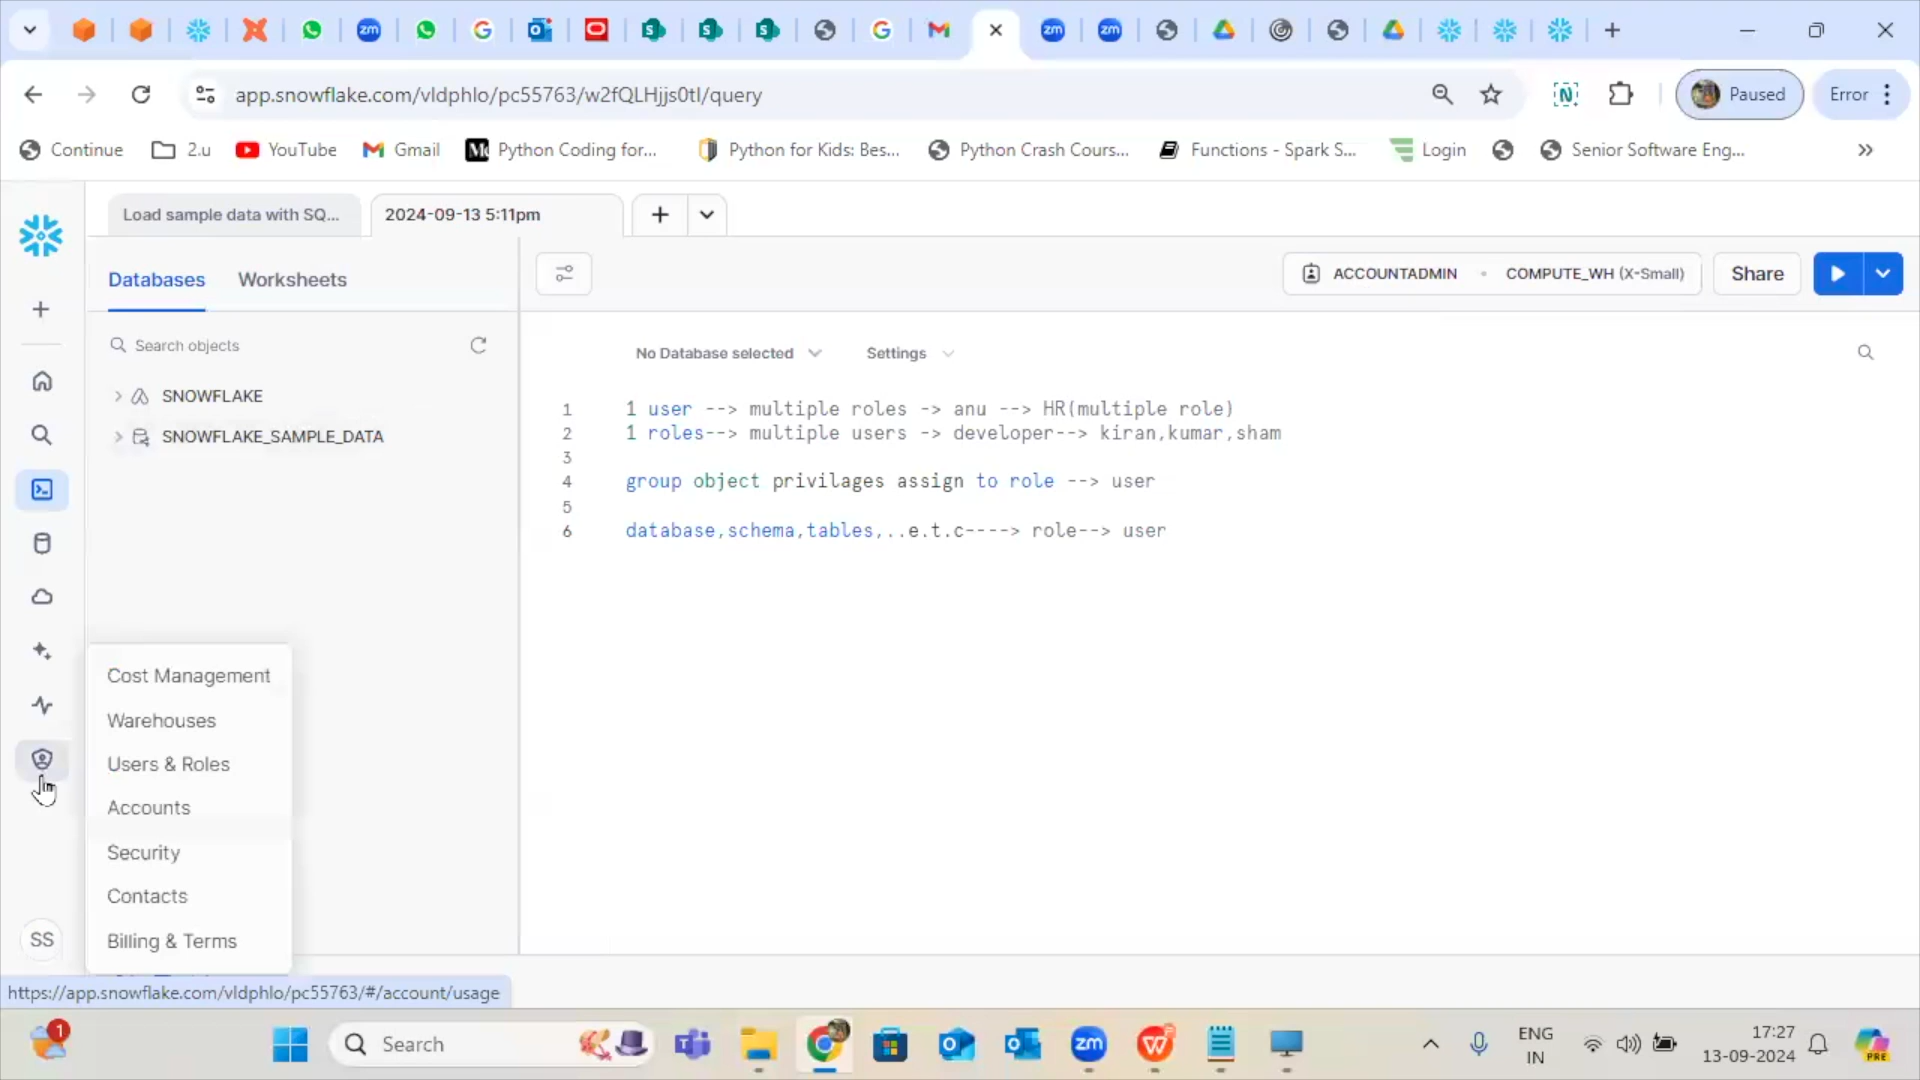 app.snowflake.com/vldphlo/pc55763/w2fQLHjjs0tI/query
Paused
Error
Continue
2.u
YouTube
Gmail
Python Coding for...
Python for Kids: Bes...
Python Crash Cours...
Functions - Spark S...
Login
Senior Software Eng...
Load sample data with SQ...
2024-09-13 5:11pm
Databases
Worksheets
ACCOUNTADMIN
COMPUTE_WH (X-Small)
Share
Search objects
No Database selected
Settings
SNOWFLAKE
SNOWFLAKE_SAMPLE_DATA
1 1 user --> multiple roles -> anu --> HR(multiple role)
2 1 roles--> multiple users -> developer--> kiran,kumar,sham
3
4 group object privilages assign to role --> user
5
6 database,schema,tables,..e.t.c----> role--> user
Cost Management
Warehouses
Users & Roles
Accounts
Security
Contacts
Billing & Terms
SS
https://app.snowflake.com/vldphlo/pc55763/#/account/usage
1
Search
ENG
IN
17:27
13-09-2024
PRE